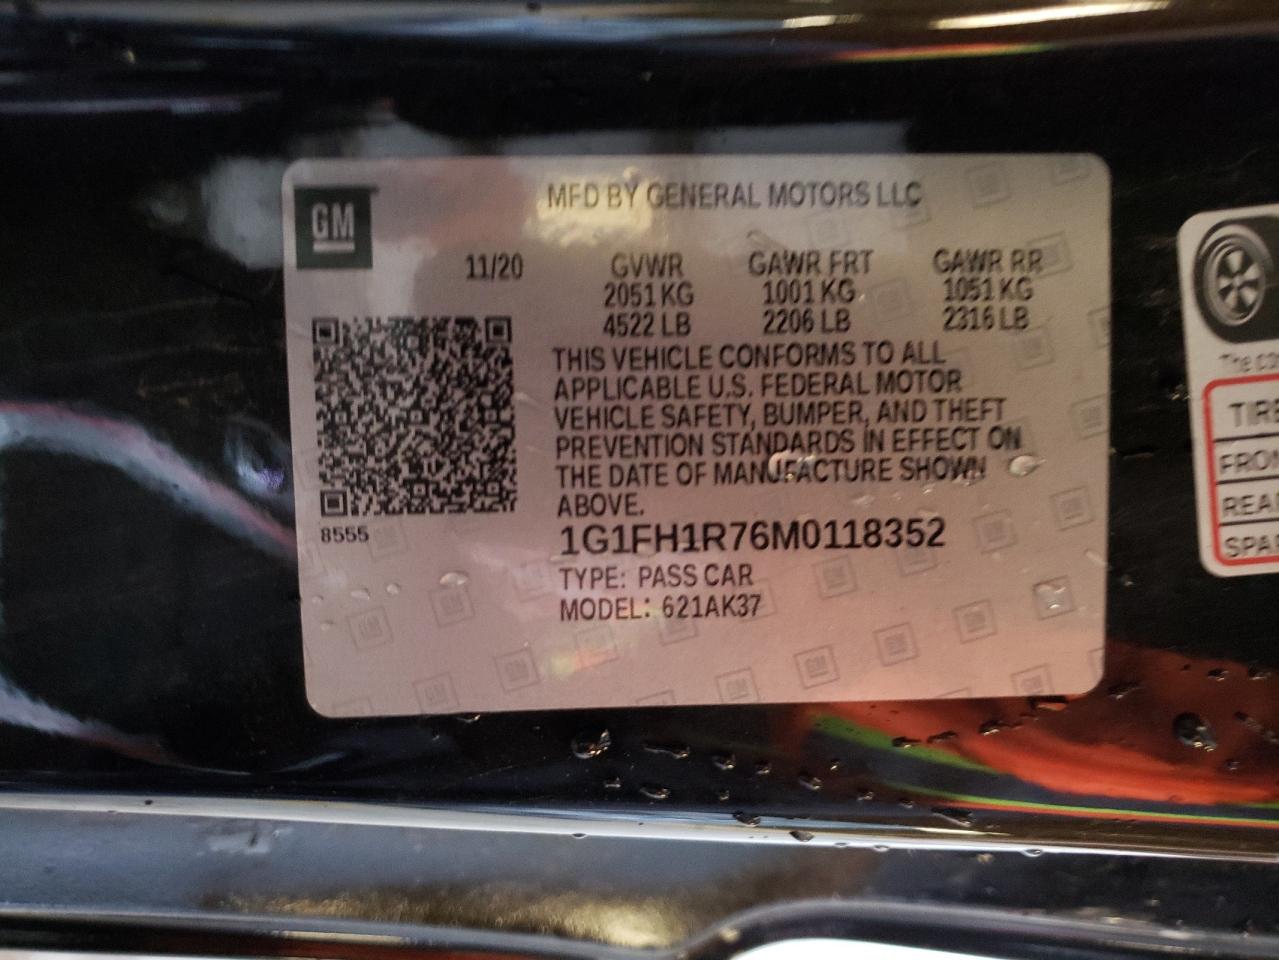 GM
MFD BY GENERAL MOTORS LLC
11/20 GVWR GAWR FRT GAWR RR
2051 KG 1001 KG 1051 KG
4522 LB 2206 LB 2316 LB
THIS VEHICLE CONFORMS TO ALL
APPLICABLE U.S. FEDERAL MOTOR
VEHICLE SAFETY, BUMPER, AND THEFT
PREVENTION STANDARDS IN EFFECT ON
THE DATE OF MANUFACTURE SHOWN
ABOVE.
8555
1G1FH1R76M0118352
TYPE: PASS CAR
MODEL: 621AK37
The